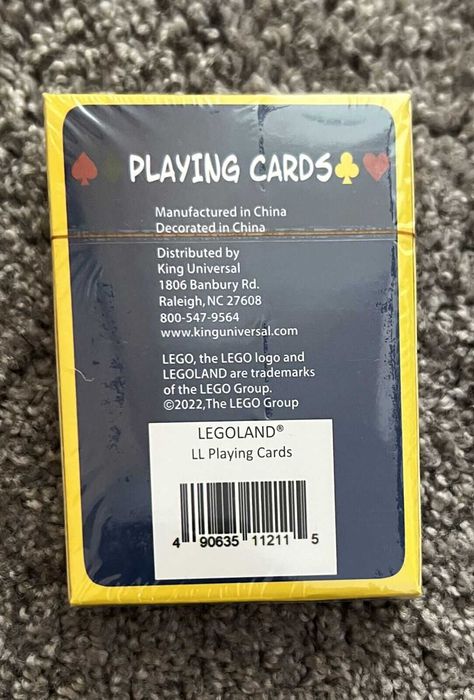 PLAYING CARDS
Manufactured in China
Decorated in China
Distributed by
King Universal
1806 Banbury Rd.
Raleigh, NC 27608
800-547-9564
www.kinguniversal.com
LEGO, the LEGO logo and
LEGOLAND are trademarks
of the LEGO Group.
©2022,The LEGO Group
LEGOLAND®
LL Playing Cards
4 90635 11211 5